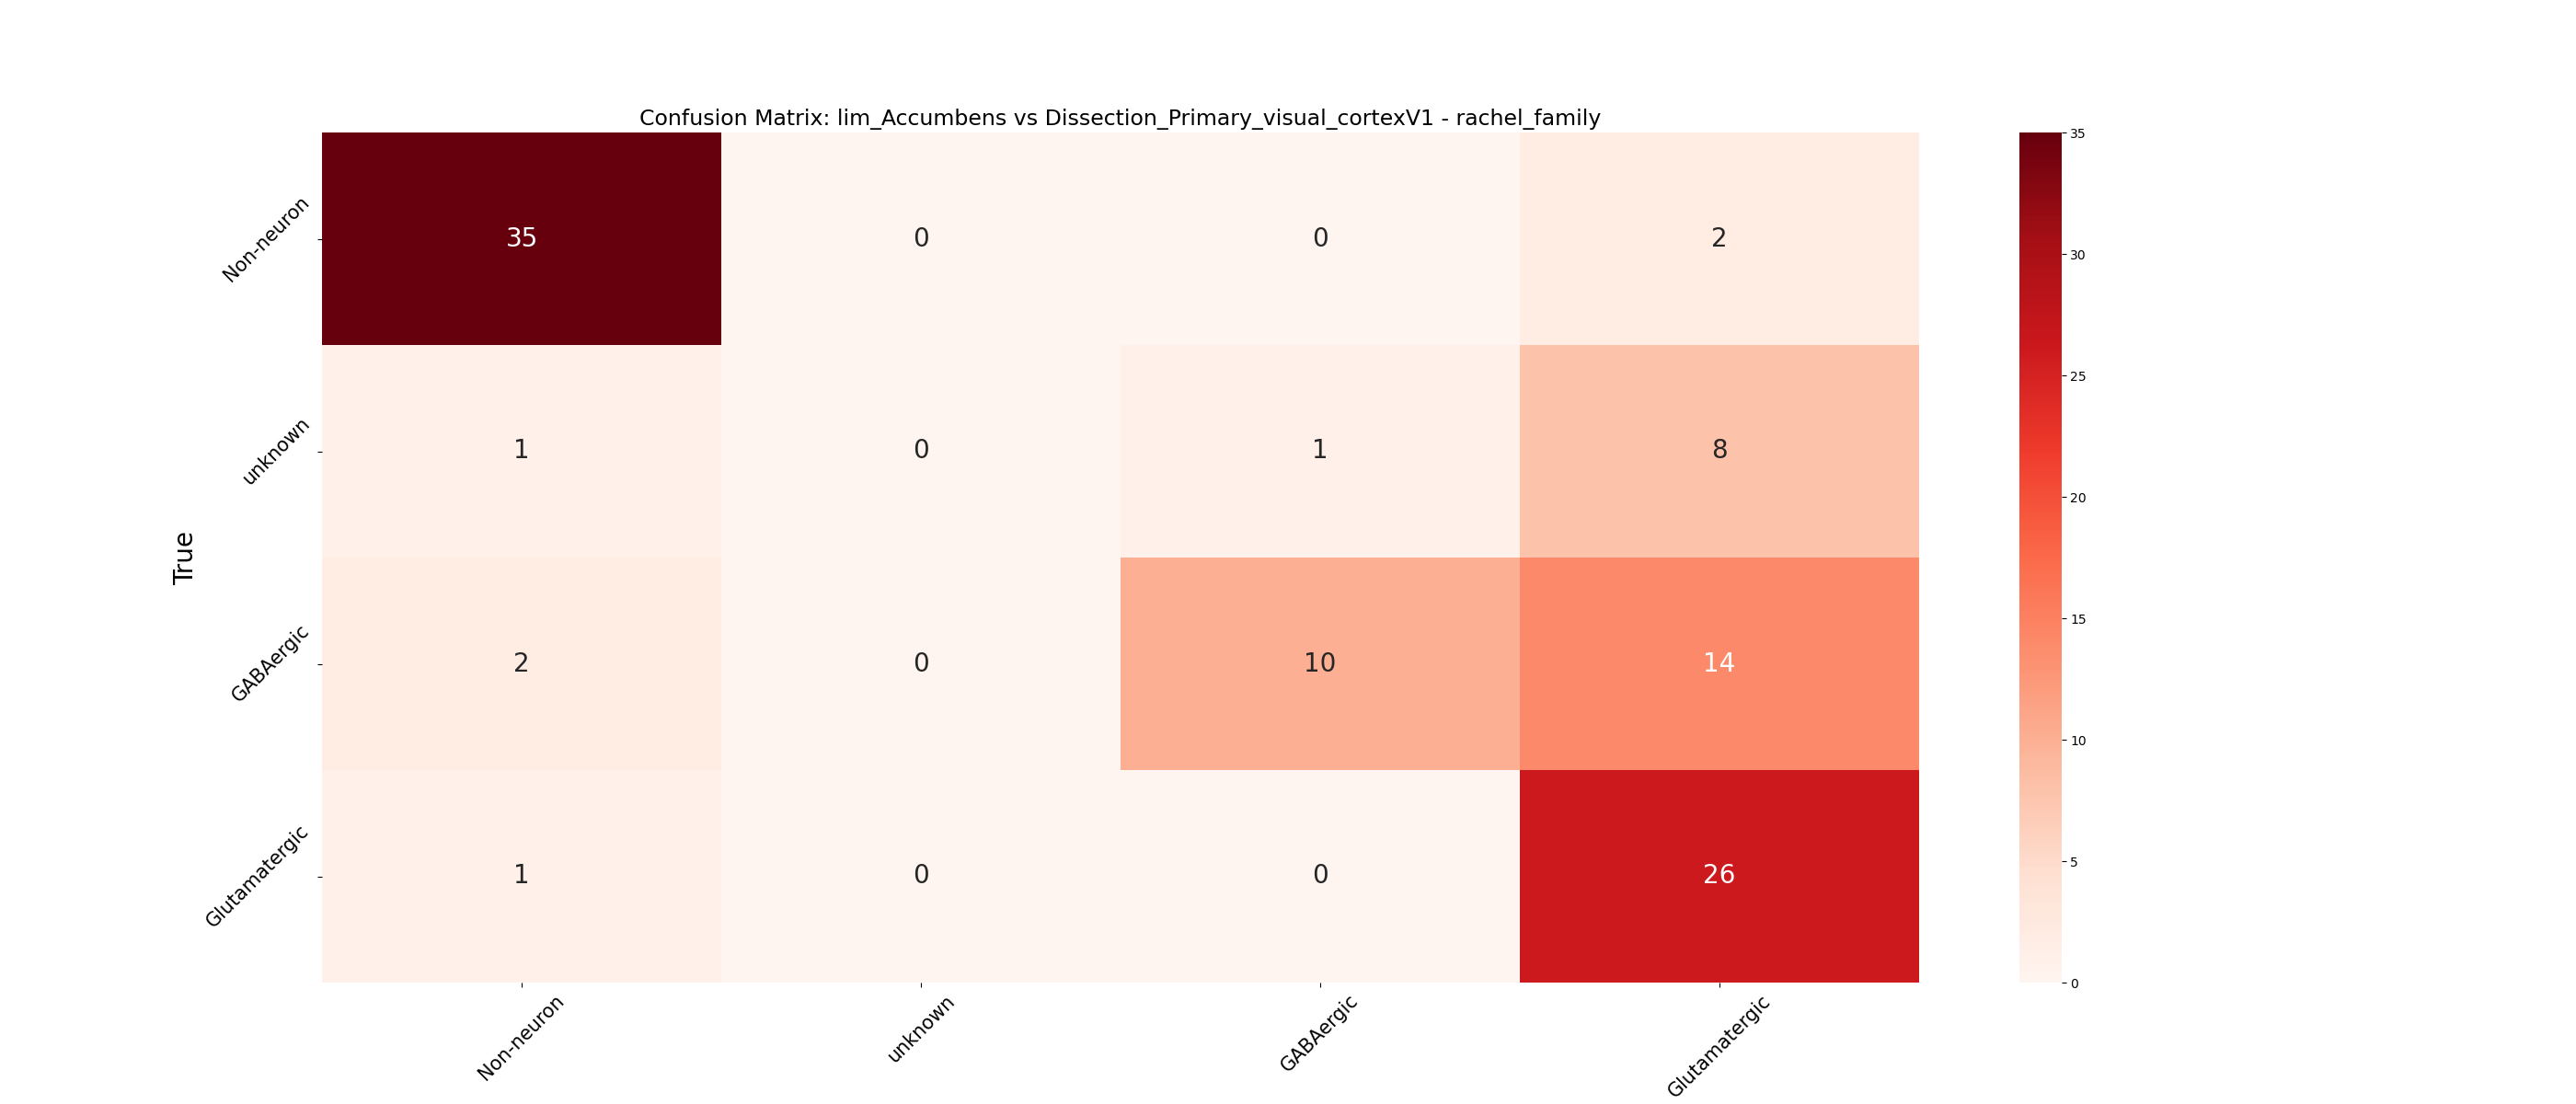 Confusion Matrix: lim_Accumbens vs Dissection_Primary_visual_cortexV1 - rachel_family
True
Non-neuron
35
0
0
2
unknown
1
0
1
8
GABAergic
2
0
10
14
Glutamatergic
1
0
0
26
Non-neuron
unknown
GABAergic
Glutamatergic
35
30
25
20
15
10
5
0